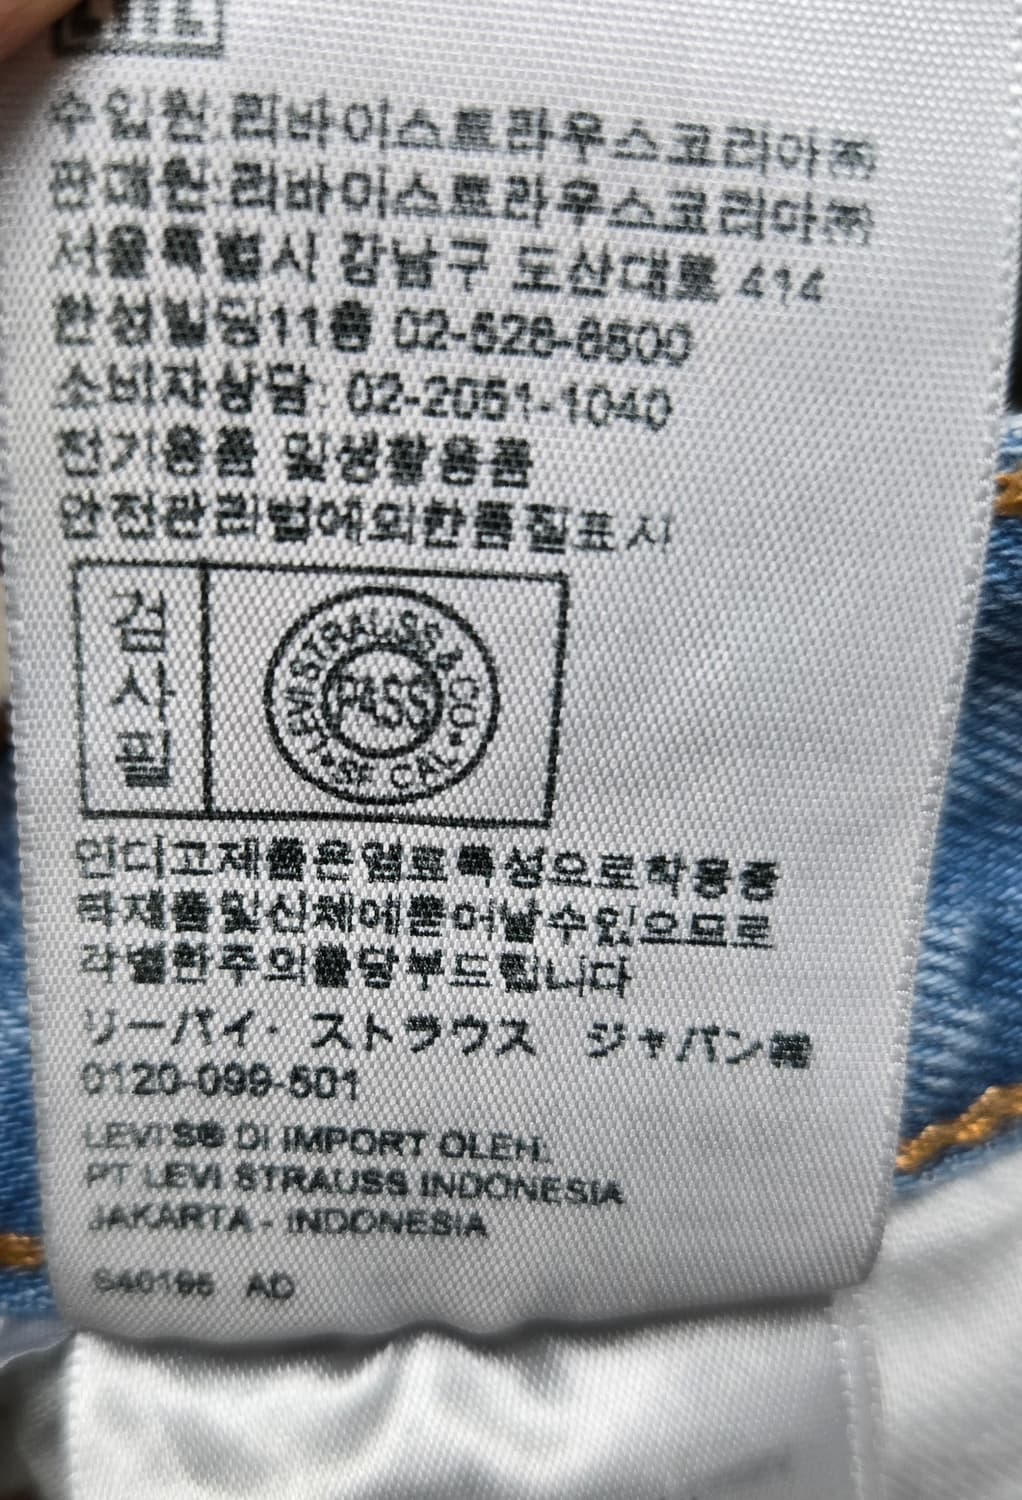 수입원:리바이스트라우스코리아㈜
판매원:리바이스트라우스코리아㈜
서울특별시 강남구 도산대로 414
한성빌딩11층 02-528-8600
소비자상담: 02-2051-1040
전기용품 및생활용품
안전관리법에의한품질표시
검사필
LEVI STRAUSS & CO
PASS
SF CAL
인디고제품은염료특성으로착용중
타제품및신체에묻어날수있으므로
각별한주의를당부드립니다
リーバイ・ストラウス ジャパン㈱
0120-099-501
LEVI'S® DI IMPORT OLEH:
PT LEVI STRAUSS INDONESIA
JAKARTA - INDONESIA
S40195 AD